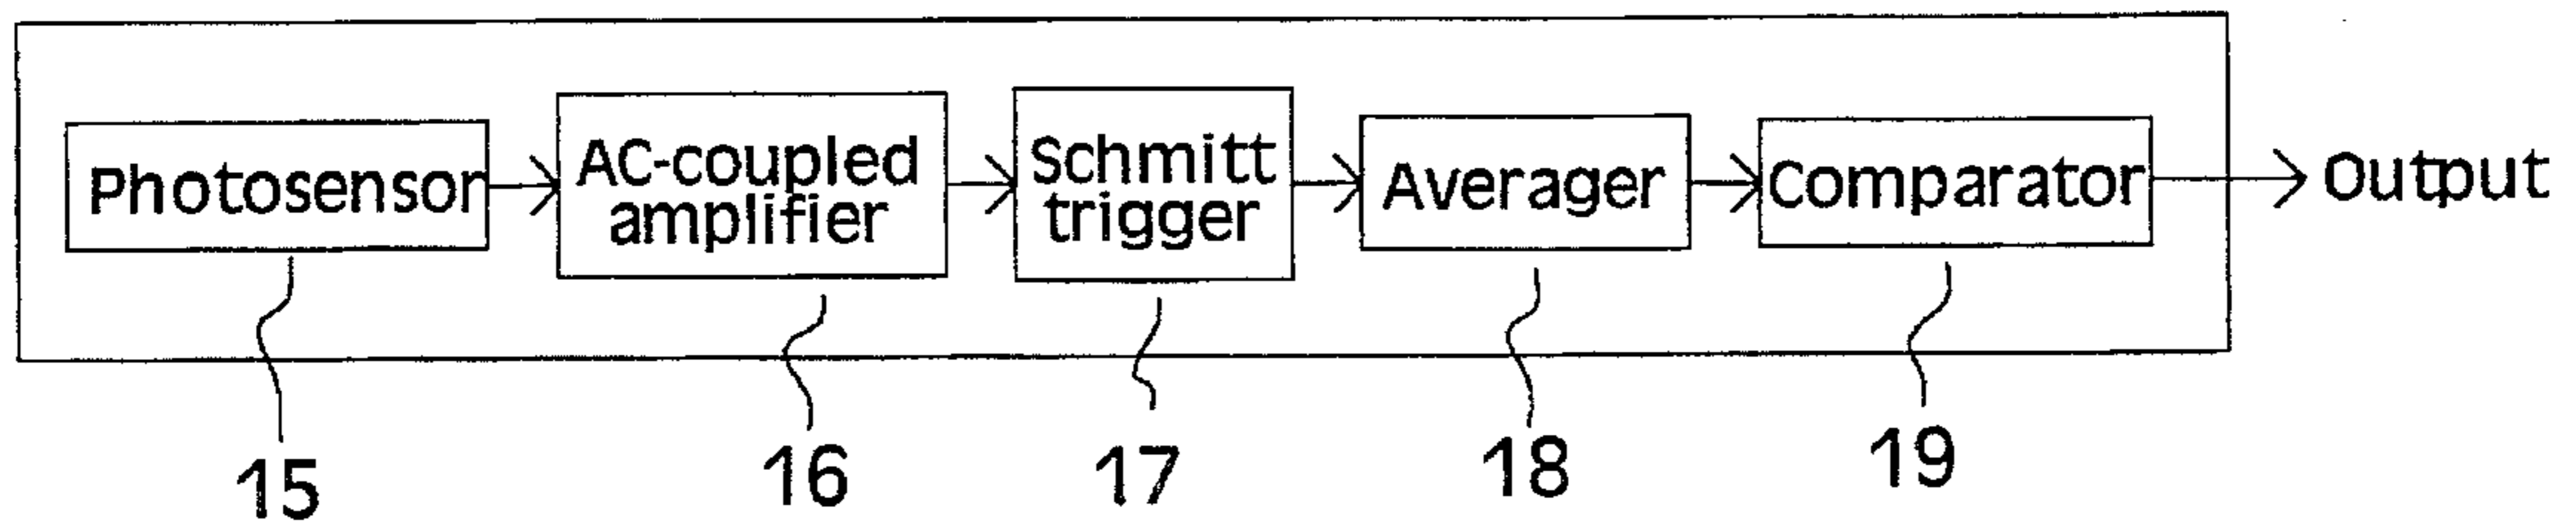 Photosensor
AC-coupled
amplifier
Schmitt
trigger
Averager
Comparator
Output
15
16
17
18
19